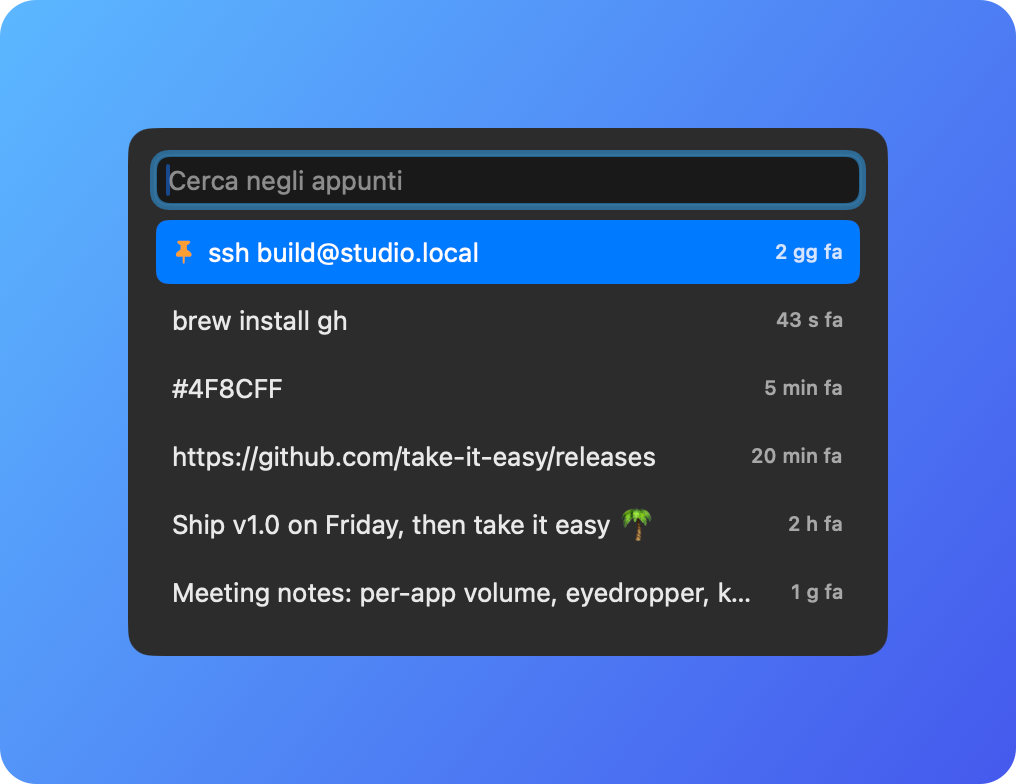 Cerca negli appunti
ssh build@studio.local 2 gg fa
brew install gh 43 s fa
#4F8CFF 5 min fa
https://github.com/take-it-easy/releases 20 min fa
Ship v1.0 on Friday, then take it easy 🌴 2 h fa
Meeting notes: per-app volume, eyedropper, k... 1 g fa